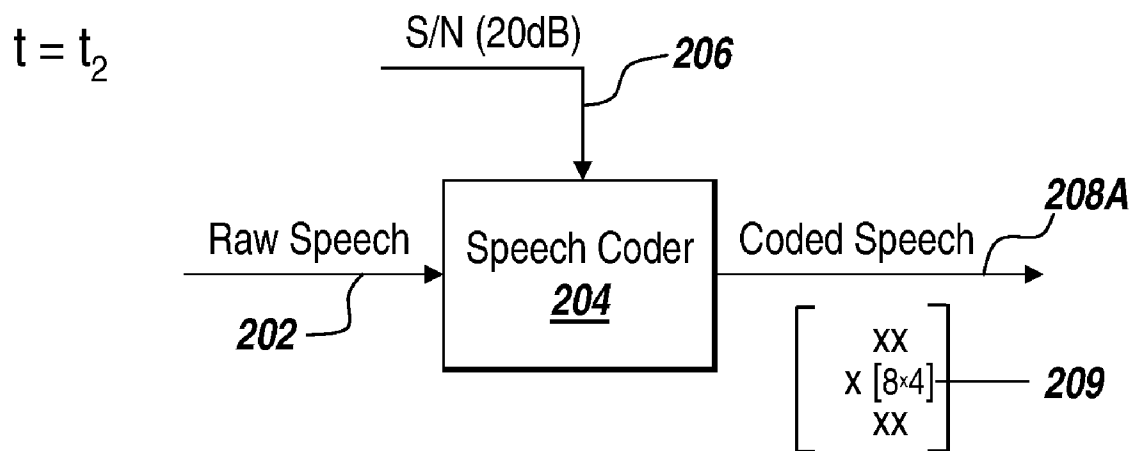 t = t₂
S/N (20dB)
206
208A
Raw Speech
Speech Coder
Coded Speech
204
202
xx
x [8×4]
xx
209